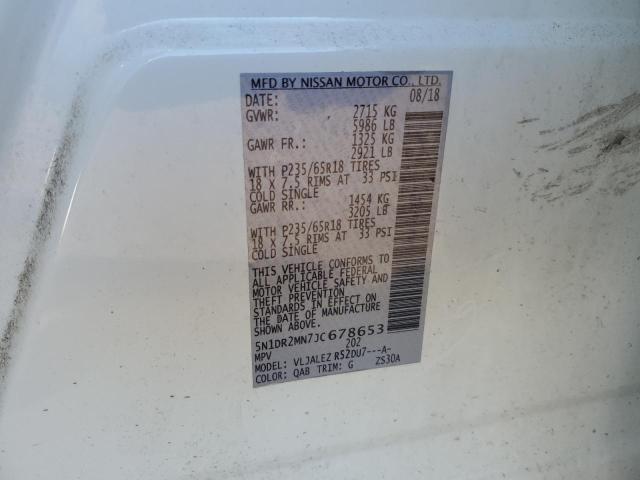 MFD BY NISSAN MOTOR CO., LTD.
DATE: 08/18
GVWR: 2715 KG
5986 LB
GAWR FR.: 1325 KG
2921 LB
WITH P235/65R18 TIRES
18 X 7.5 RIMS AT 33 PSI
COLD SINGLE
GAWR RR.: 1454 KG
3205 LB
WITH P235/65R18 TIRES
18 X 7.5 RIMS AT 33 PSI
COLD SINGLE
THIS VEHICLE CONFORMS TO
ALL APPLICABLE FEDERAL
MOTOR VEHICLE SAFETY AND
THEFT PREVENTION
STANDARDS IN EFFECT ON
THE DATE OF MANUFACTURE
SHOWN ABOVE.
5N1DR2MN7JC678653
MPV 202
MODEL: VLJALEZ R52DU7---A-
COLOR: QAB TRIM: G ZS30A